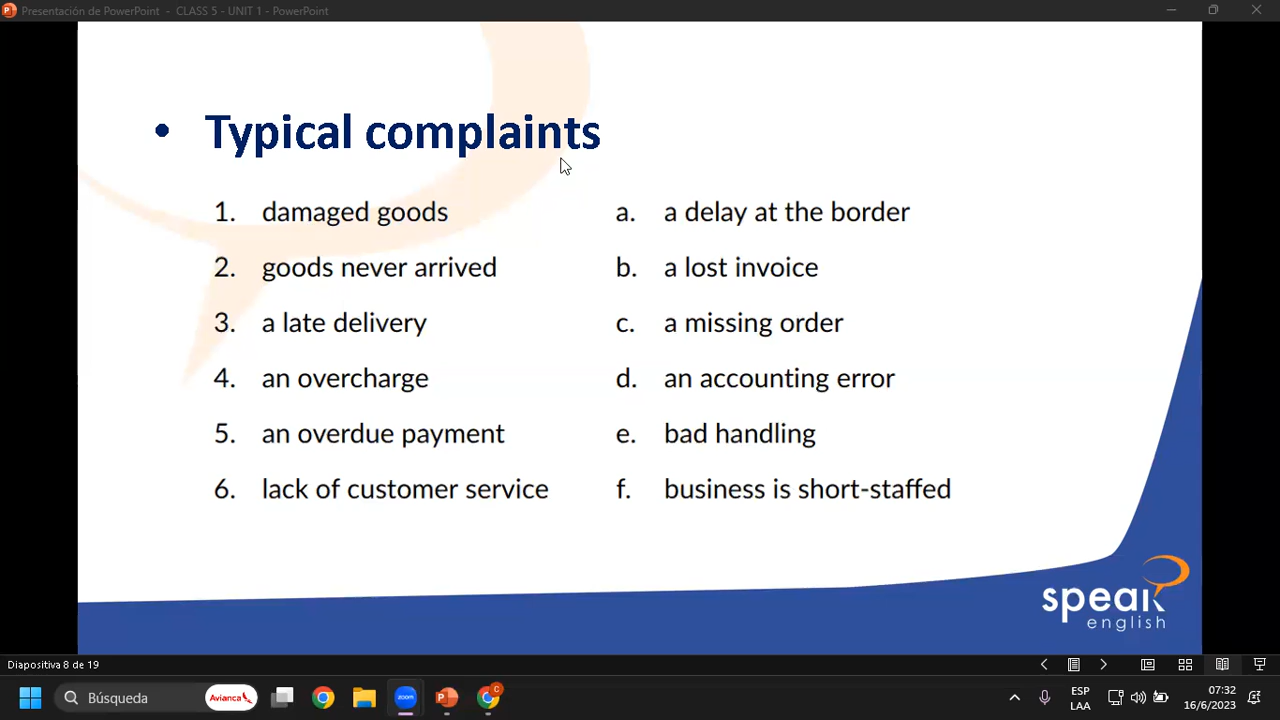 Presentación de PowerPoint - CLASS 5 - UNIT 1 - PowerPoint
• Typical complaints
1. damaged goods
2. goods never arrived
3. a late delivery
4. an overcharge
5. an overdue payment
6. lack of customer service
a. a delay at the border
b. a lost invoice
c. a missing order
d. an accounting error
e. bad handling
f. business is short-staffed
speak
english
Diapositiva 8 de 19
Búsqueda
Avianca
zoom
C
ESP
LAA
07:32
16/6/2023